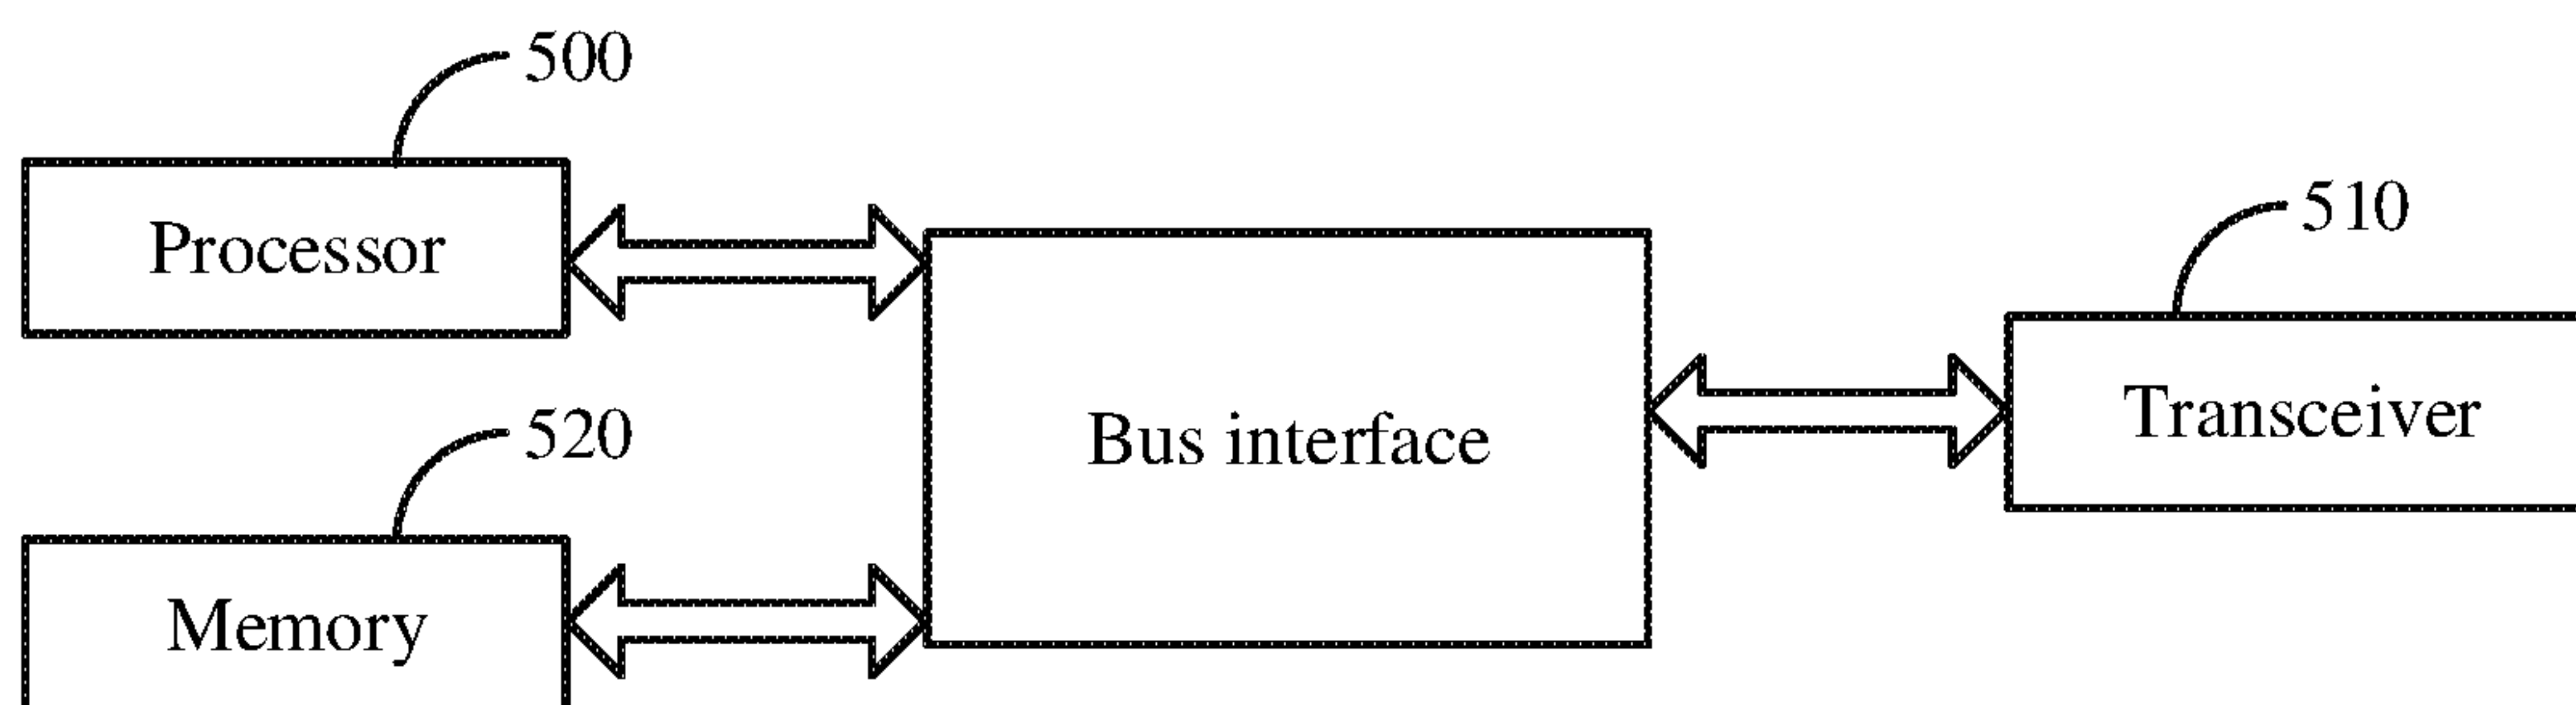 500
Processor
510
Transceiver
Bus interface
520
Memory